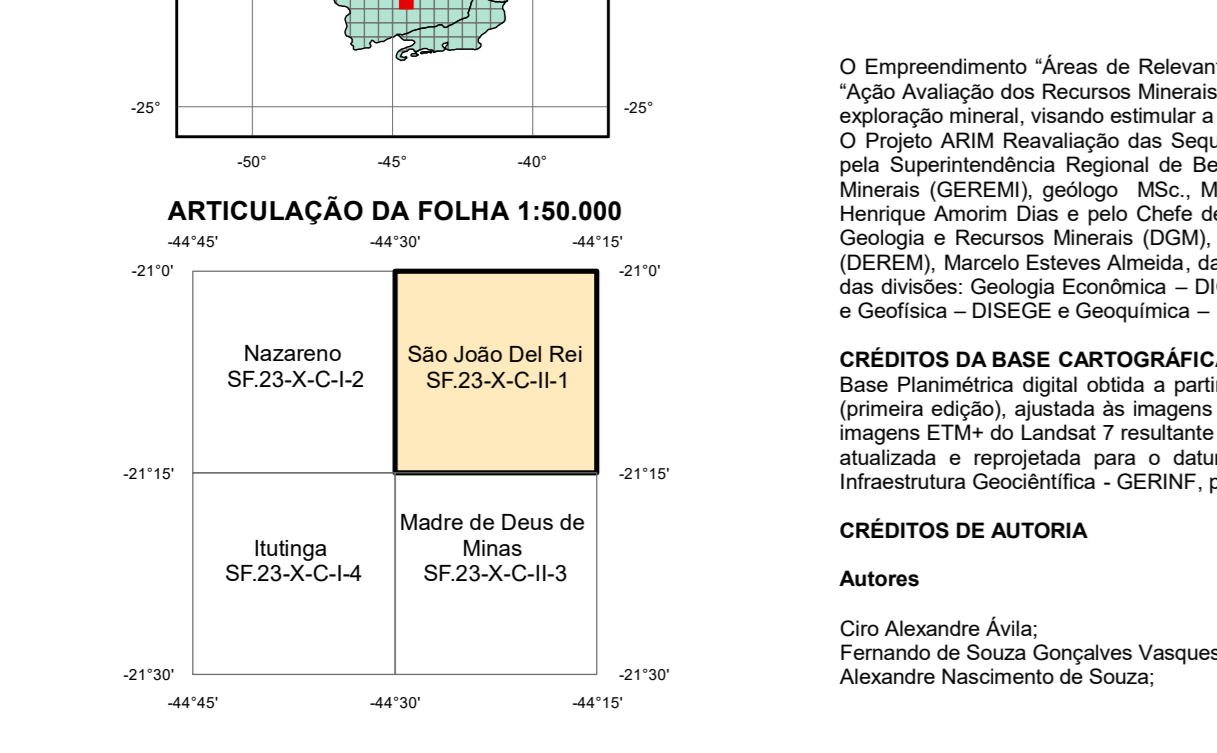 -25°
-25°
-50°
-45°
-40°
ARTICULAÇÃO DA FOLHA 1:50.000
-44°45'
-44°30'
-44°15'
-21°0'
-21°0'
Nazareno
SF.23-X-C-I-2
São João Del Rei
SF.23-X-C-II-1
-21°15'
-21°15'
Itutinga
SF.23-X-C-I-4
Madre de Deus de
Minas
SF.23-X-C-II-3
-21°30'
-21°30'
-44°45'
-44°30'
-44°15'
O Empreendimento “Áreas de Relevant
“Ação Avaliação dos Recursos Minerais
exploração mineral, visando estimular a
O Projeto ARIM Reavaliação das Sequ
pela Superintendência Regional de Be
Minerais (GEREMI), geólogo MSc., M
Henrique Amorim Dias e pelo Chefe de
Geologia e Recursos Minerais (DGM),
(DEREM), Marcelo Esteves Almeida, da
das divisões: Geologia Econômica – DI
e Geofísica – DISEGE e Geoquímica –
CRÉDITOS DA BASE CARTOGRÁFICA
Base Planimétrica digital obtida a parti
(primeira edição), ajustada às imagens
imagens ETM+ do Landsat 7 resultante
atualizada e reprojetada para o datu
Infraestrutura Geociêntífica - GERINF, p
CRÉDITOS DE AUTORIA
Autores
Ciro Alexandre Ávila;
Fernando de Souza Gonçalves Vasques
Alexandre Nascimento de Souza;